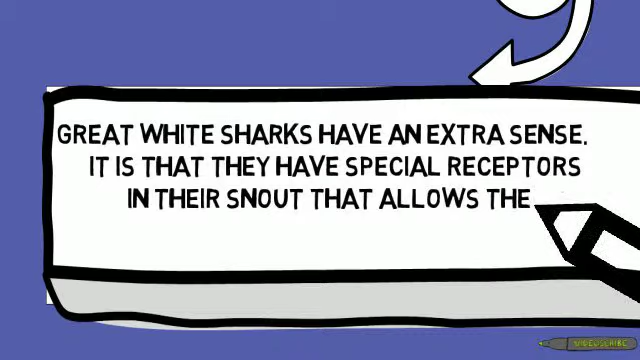 GREAT WHITE SHARKS HAVE AN EXTRA SENSE.
IT IS THAT THEY HAVE SPECIAL RECEPTORS
IN THEIR SNOUT THAT ALLOWS THE
VIDEOSCRIBE